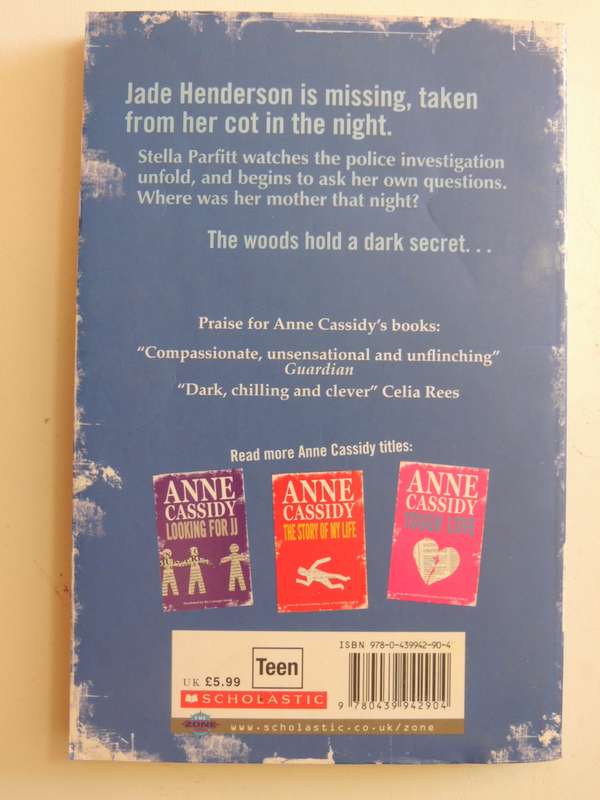 Jade Henderson is missing, taken
from her cot in the night.
Stella Parfitt watches the police investigation
unfold, and begins to ask her own questions.
Where was her mother that night?
The woods hold a dark secret. . .
Praise for Anne Cassidy's books:
"Compassionate, unsensational and unflinching"
Guardian
"Dark, chilling and clever" Celia Rees
Read more Anne Cassidy titles:
ANNE
CASSIDY
LOOKING FOR JJ
ANNE
CASSIDY
THE STORY OF MY LIFE
ANNE
CASSIDY
TOUGH LOVE
ISBN 978-0-439942-90-4
Teen
UK £5.99
SCHOLASTIC
9 780439 942904
THE
ZONE
www.scholastic.co.uk/zone